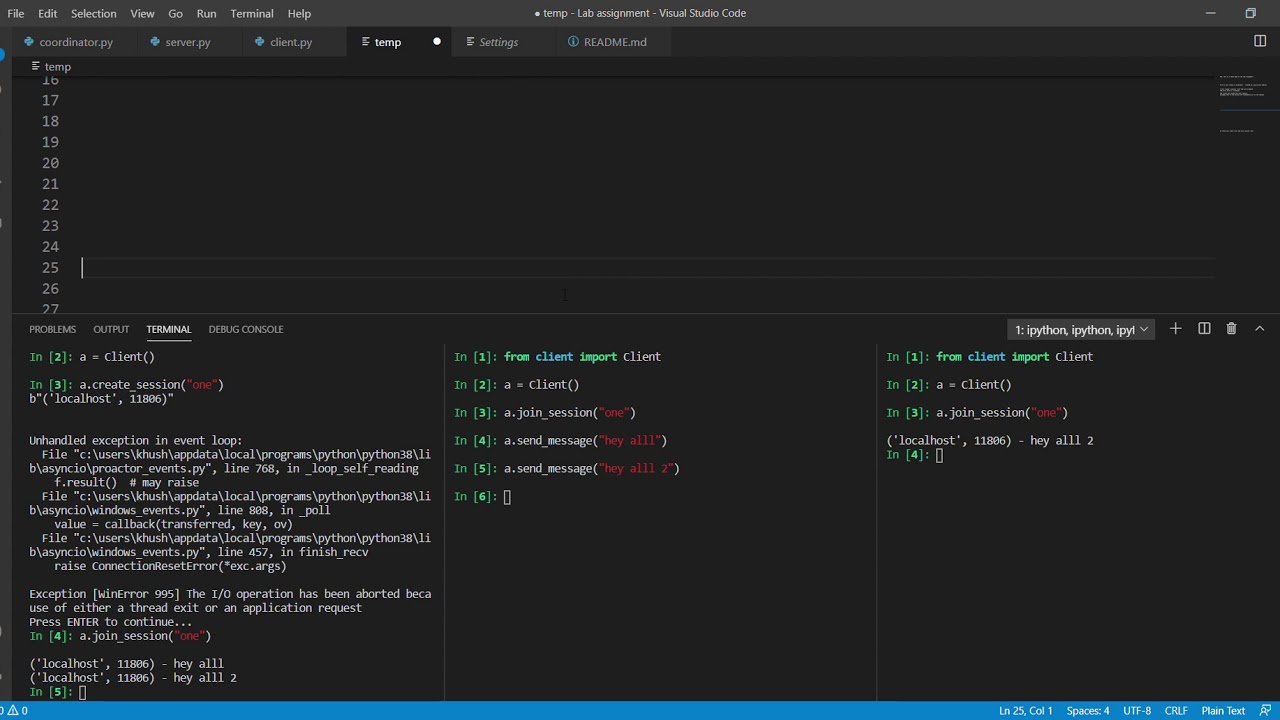 File Edit Selection View Go Run Terminal Help
● temp - Lab assignment - Visual Studio Code
coordinator.py server.py client.py temp Settings README.md
temp
16
17
18
19
20
21
22
23
24
25
26
27
PROBLEMS OUTPUT TERMINAL DEBUG CONSOLE
1: ipython, ipython, ipyt
In [2]: a = Client()
In [3]: a.create_session("one")
b"('localhost', 11806)"
Unhandled exception in event loop:
File "c:\users\khush\appdata\local\programs\python\python38\li
b\asyncio\proactor_events.py", line 768, in _loop_self_reading
f.result()  # may raise
File "c:\users\khush\appdata\local\programs\python\python38\li
b\asyncio\windows_events.py", line 808, in _poll
value = callback(transferred, key, ov)
File "c:\users\khush\appdata\local\programs\python\python38\li
b\asyncio\windows_events.py", line 457, in finish_recv
raise ConnectionResetError(*exc.args)
Exception [WinError 995] The I/O operation has been aborted beca
use of either a thread exit or an application request
Press ENTER to continue...
In [4]: a.join_session("one")
('localhost', 11806) - hey alll
('localhost', 11806) - hey alll 2
In [5]:
In [1]: from client import Client
In [2]: a = Client()
In [3]: a.join_session("one")
In [4]: a.send_message("hey alll")
In [5]: a.send_message("hey alll 2")
In [6]:
In [1]: from client import Client
In [2]: a = Client()
In [3]: a.join_session("one")
('localhost', 11806) - hey alll 2
In [4]:
0 0
Ln 25, Col 1 Spaces: 4 UTF-8 CRLF Plain Text